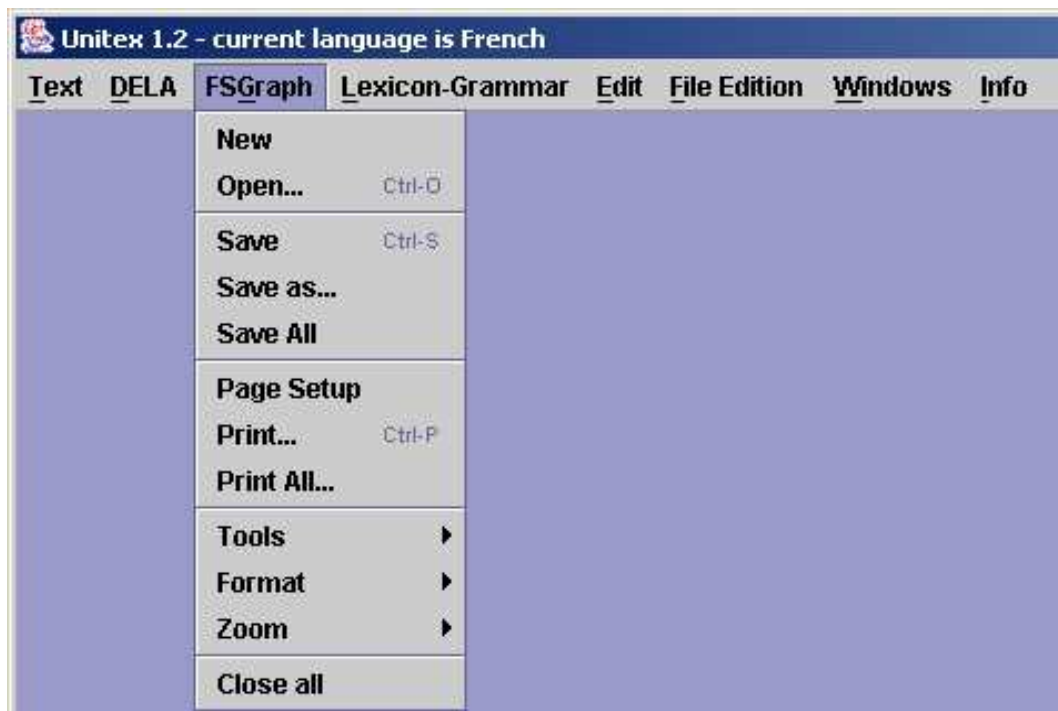 Unitex 1.2 - current language is French
Text DELA FSGraph Lexicon-Grammar Edit File Edition Windows Info
New
Open... Ctrl-O
Save Ctrl-S
Save as...
Save All
Page Setup
Print... Ctrl-P
Print All...
Tools
Format
Zoom
Close all